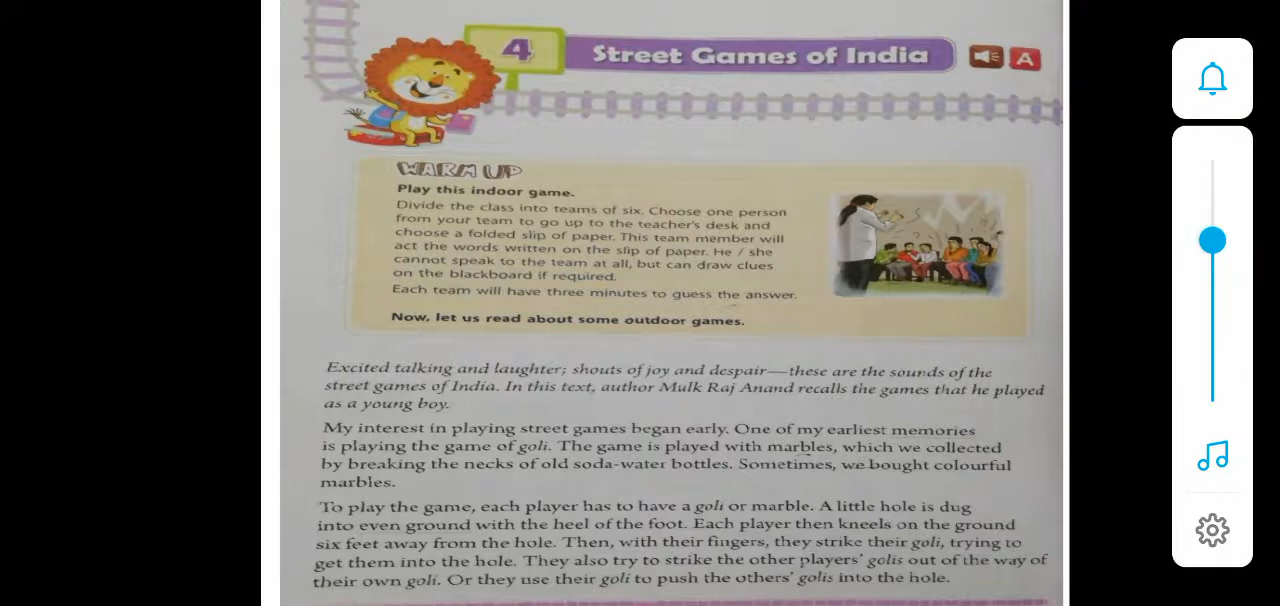 4
Street Games of India
A
WARM UP
Play this indoor game.
Divide the class into teams of six. Choose one person
from your team to go up to the teacher's desk and
choose a folded slip of paper. This team member will
act the words written on the slip of paper. He / she
cannot speak to the team at all, but can draw clues
on the blackboard if required.
Each team will have three minutes to guess the answer.
Now, let us read about some outdoor games.
Excited talking and laughter; shouts of joy and despair—these are the sounds of the
street games of India. In this text, author Mulk Raj Anand recalls the games that he played
as a young boy.
My interest in playing street games began early. One of my earliest memories
is playing the game of goli. The game is played with marbles, which we collected
by breaking the necks of old soda-water bottles. Sometimes, we bought colourful
marbles.
To play the game, each player has to have a goli or marble. A little hole is dug
into even ground with the heel of the foot. Each player then kneels on the ground
six feet away from the hole. Then, with their fingers, they strike their goli, trying to
get them into the hole. They also try to strike the other players' golis out of the way of
their own goli. Or they use their goli to push the others' golis into the hole.